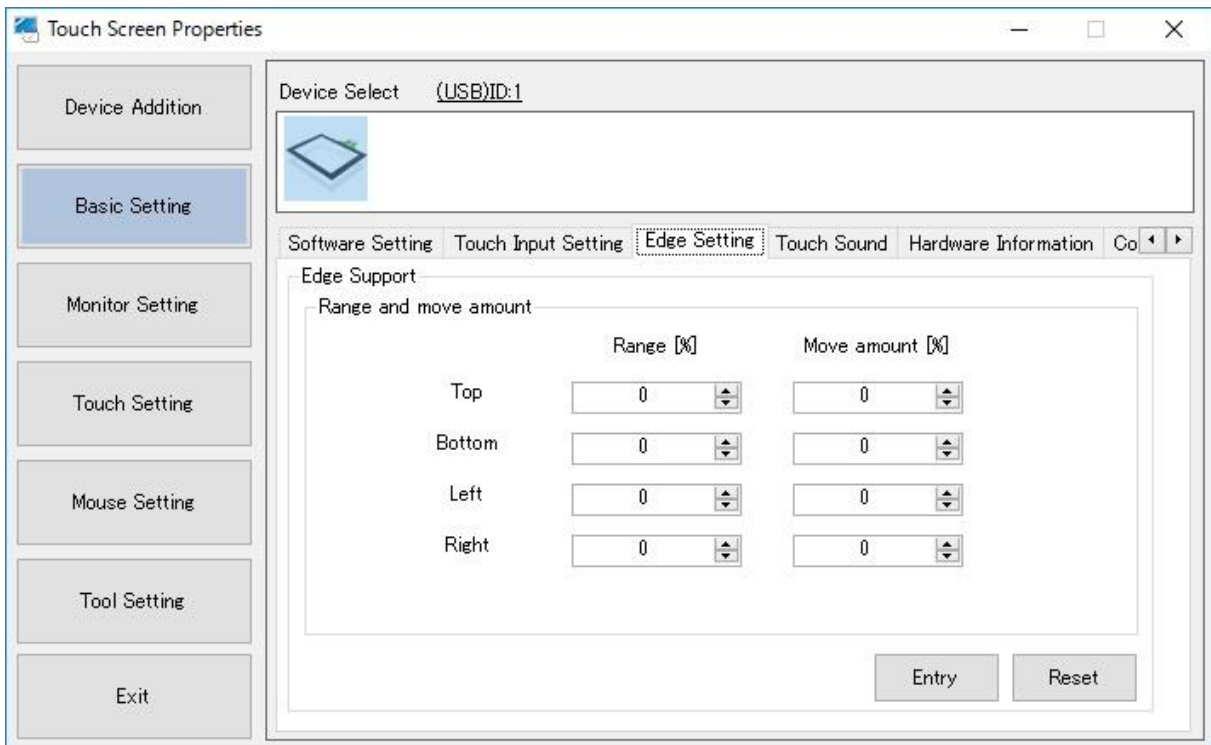 Touch Screen Properties
Device Addition
Basic Setting
Monitor Setting
Touch Setting
Mouse Setting
Tool Setting
Exit
Device Select (USB)ID:1
Software Setting Touch Input Setting Edge Setting Touch Sound Hardware Information Co
Edge Support
Range and move amount
Range [%] Move amount [%]
Top 0 0
Bottom 0 0
Left 0 0
Right 0 0
Entry Reset